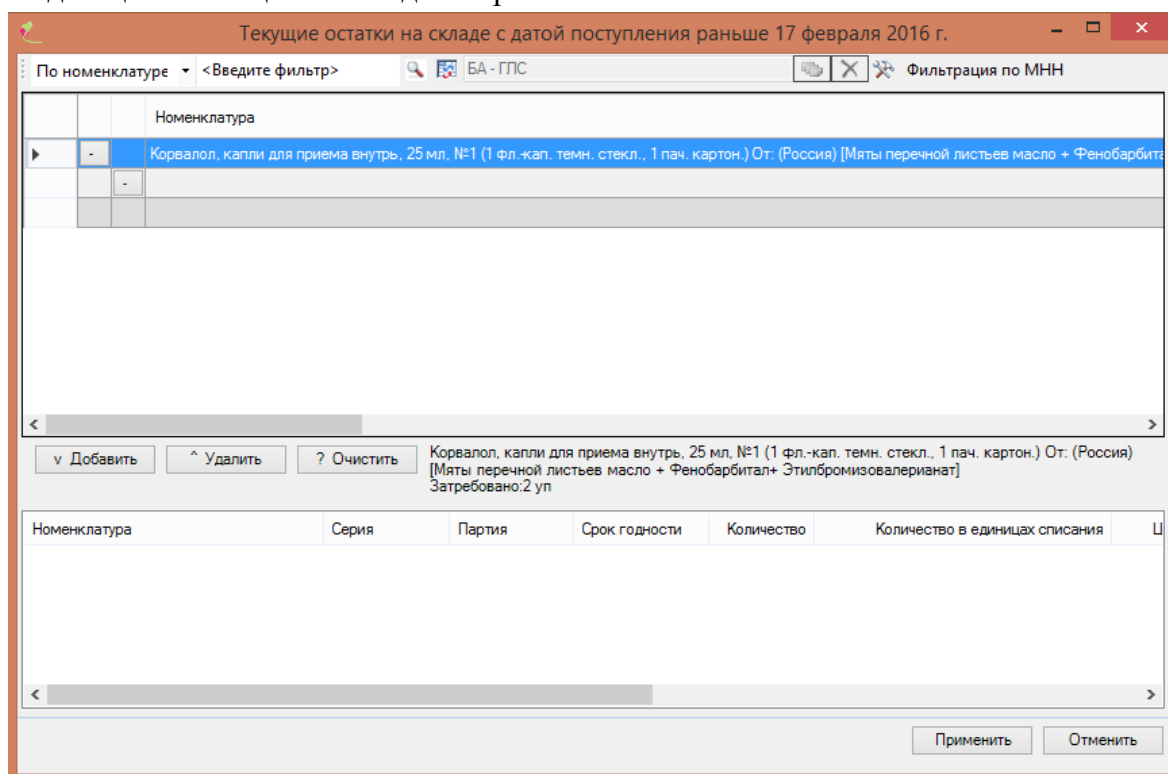 Текущие остатки на складе с датой поступления раньше 17 февраля 2016 г.
По номенклатуре <Введите фильтр> БА - ГЛС Фильтрация по МНН
Номенклатура
Корвалол, капли для приема внутрь, 25 мл, №1 (1 фл.-кап. темн. стекл., 1 пач. картон.) От: (Россия) [Мяты перечной листьев масло + Фенобарбита
v Добавить ^ Удалить ? Очистить
Корвалол, капли для приема внутрь, 25 мл, №1 (1 фл.-кап. темн. стекл., 1 пач. картон.) От: (Россия)
[Мяты перечной листьев масло + Фенобарбитал+ Этилбромизовалерианат]
Затребовано:2 уп
Номенклатура Серия Партия Срок годности Количество Количество в единицах списания Ц
Применить Отменить